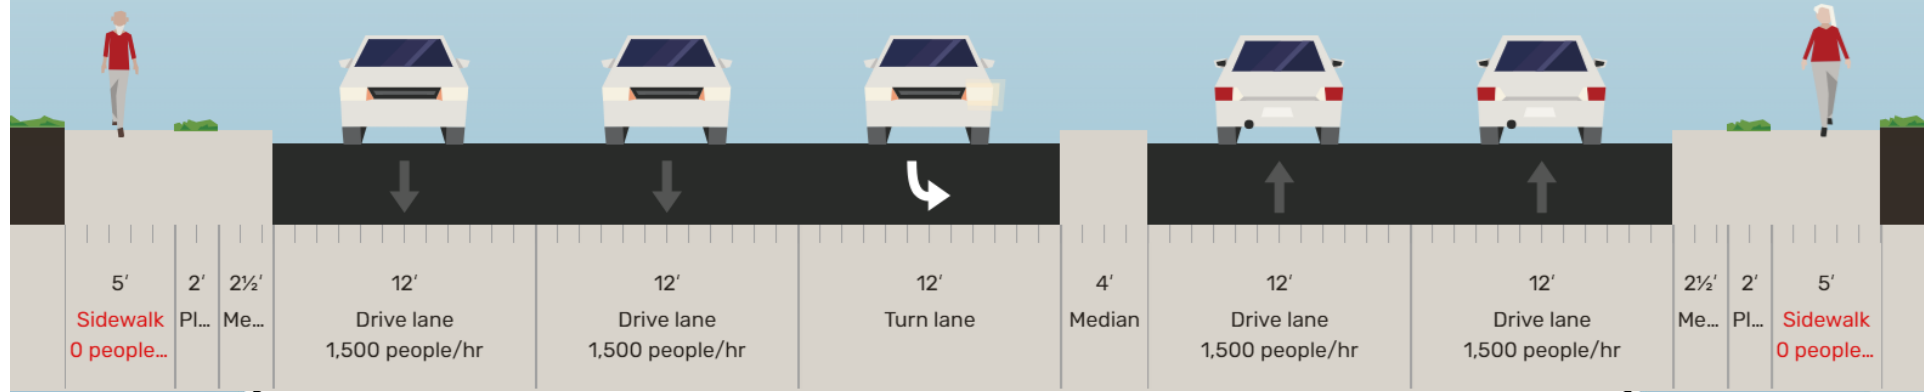 5′ 2′ 2½′ 12′ 12′ 12′ 4′ 12′ 12′ 2½′ 2′ 5′
Sidewalk Pl... Me... Drive lane Drive lane Turn lane Median Drive lane Drive lane Me... Pl... Sidewalk
0 people... 1,500 people/hr 1,500 people/hr 1,500 people/hr 1,500 people/hr 0 people...